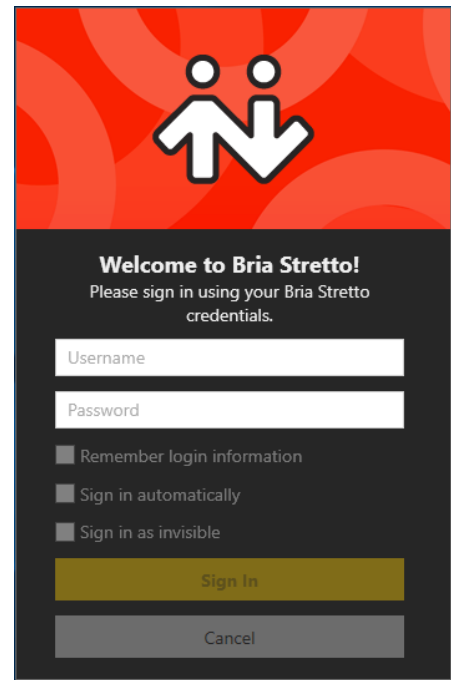 Welcome to Bria Stretto!
Please sign in using your Bria Stretto
credentials.
Username
Password
Remember login information
Sign in automatically
Sign in as invisible
Sign In
Cancel